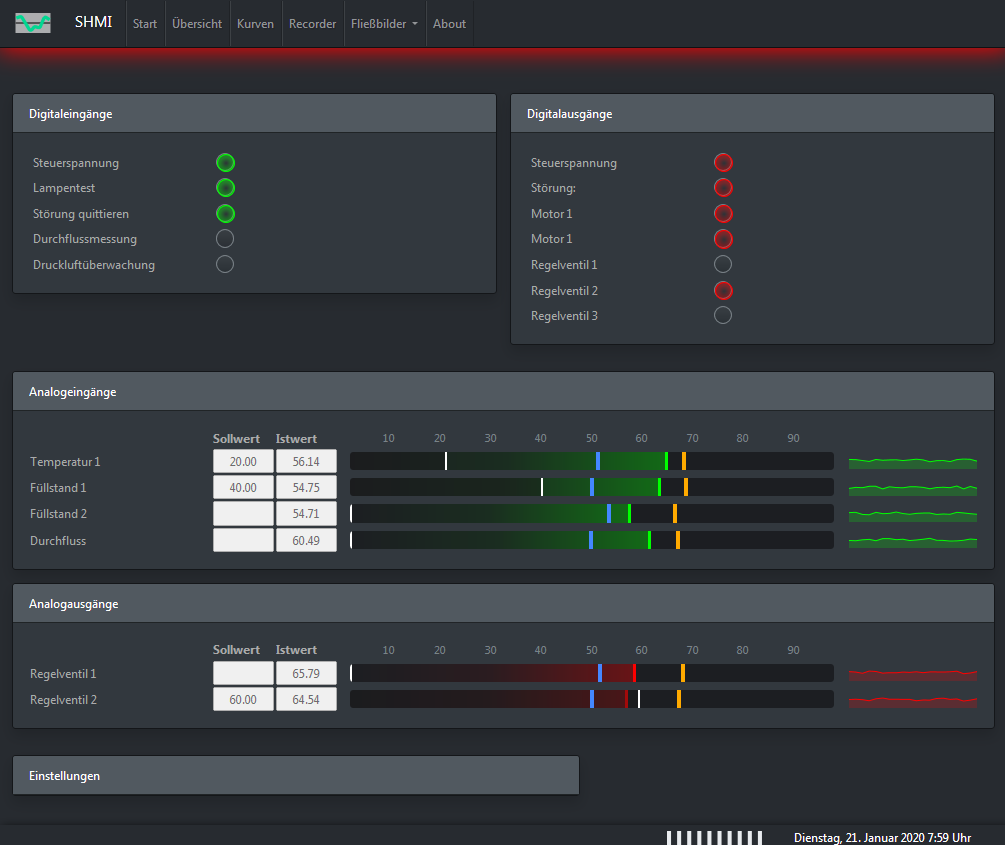 SHMI Start Übersicht Kurven Recorder Fließbilder About
Digitaleingänge
Steuerspannung
Lampentest
Störung quittieren
Durchflussmessung
Druckluftüberwachung
Digitalausgänge
Steuerspannung
Störung:
Motor 1
Motor 1
Regelventil 1
Regelventil 2
Regelventil 3
Analogeingänge
Sollwert Istwert 10 20 30 40 50 60 70 80 90
Temperatur 1 20.00 56.14
Füllstand 1 40.00 54.75
Füllstand 2 54.71
Durchfluss 60.49
Analogausgänge
Sollwert Istwert 10 20 30 40 50 60 70 80 90
Regelventil 1 65.79
Regelventil 2 60.00 64.54
Einstellungen
Dienstag, 21. Januar 2020 7:59 Uhr